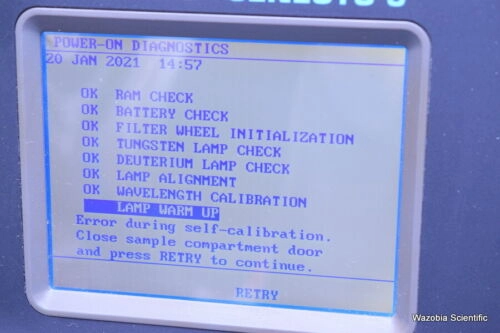 POWER-ON DIAGNOSTICS
20 JAN 2021 14:57
OK RAM CHECK
OK BATTERY CHECK
OK FILTER WHEEL INITIALIZATION
OK TUNGSTEN LAMP CHECK
OK DEUTERIUM LAMP CHECK
OK LAMP ALIGNMENT
OK WAVELENGTH CALIBRATION
LAMP WARM UP
Error during self-calibration.
Close sample compartment door
and press RETRY to continue.
RETRY
Wazobia Scientific